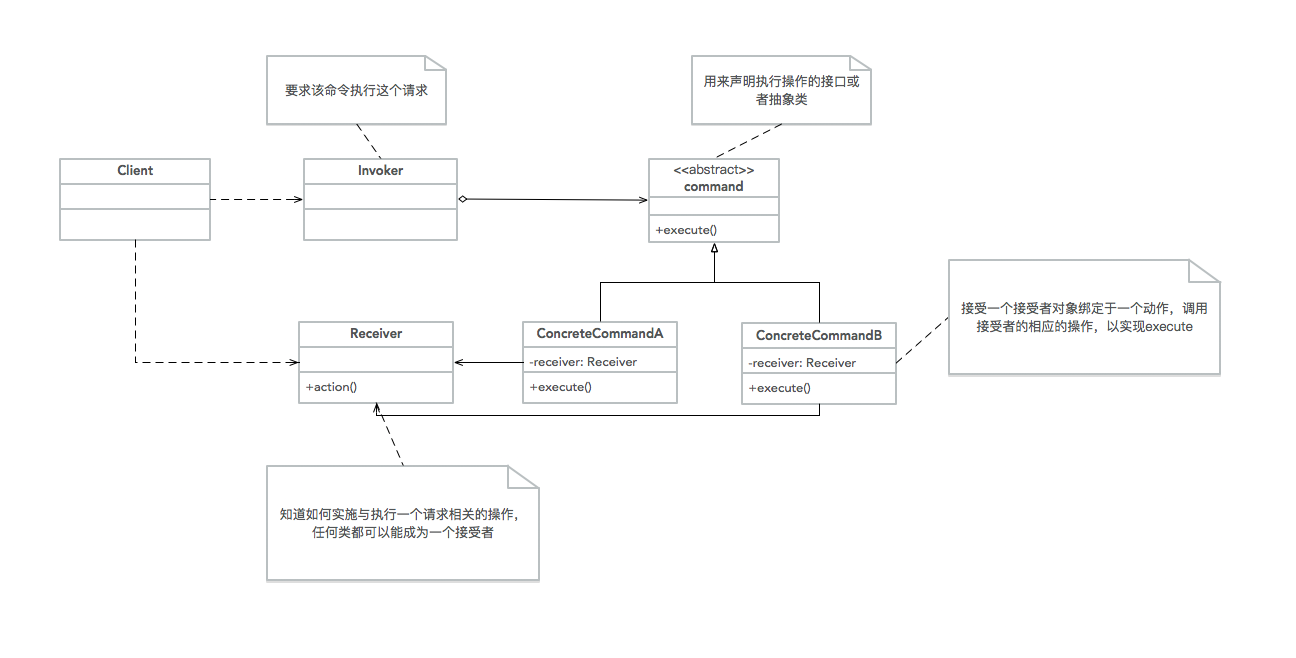 要求该命令执行这个请求
用来声明执行操作的接口或
者抽象类
Client
Invoker
<<abstract>>
command
+execute()
接受一个接受者对象绑定于一个动作，调用
接受者的相应的操作，以实现execute
Receiver
+action()
ConcreteCommandA
-receiver: Receiver
+execute()
ConcreteCommandB
-receiver: Receiver
+execute()
知道如何实施与执行一个请求相关的操作，
任何类都可以能成为一个接受者